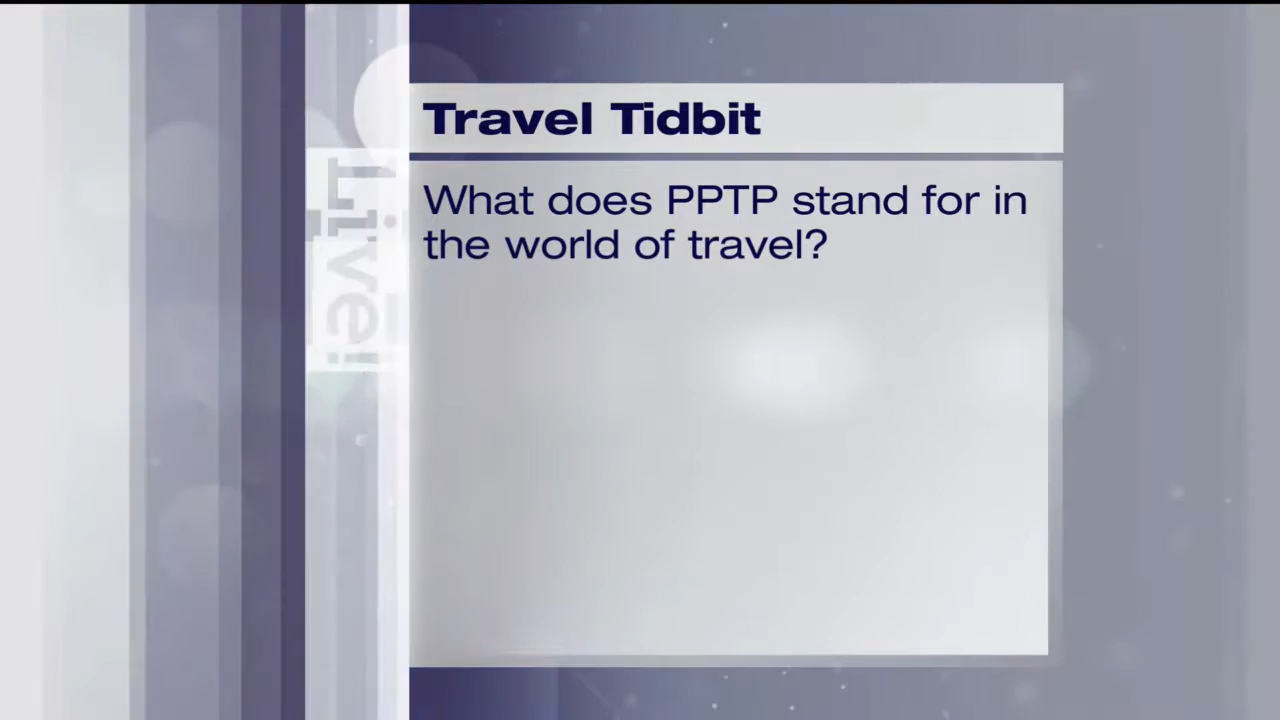 Travel Tidbit
What does PPTP stand for in
the world of travel?
Live!